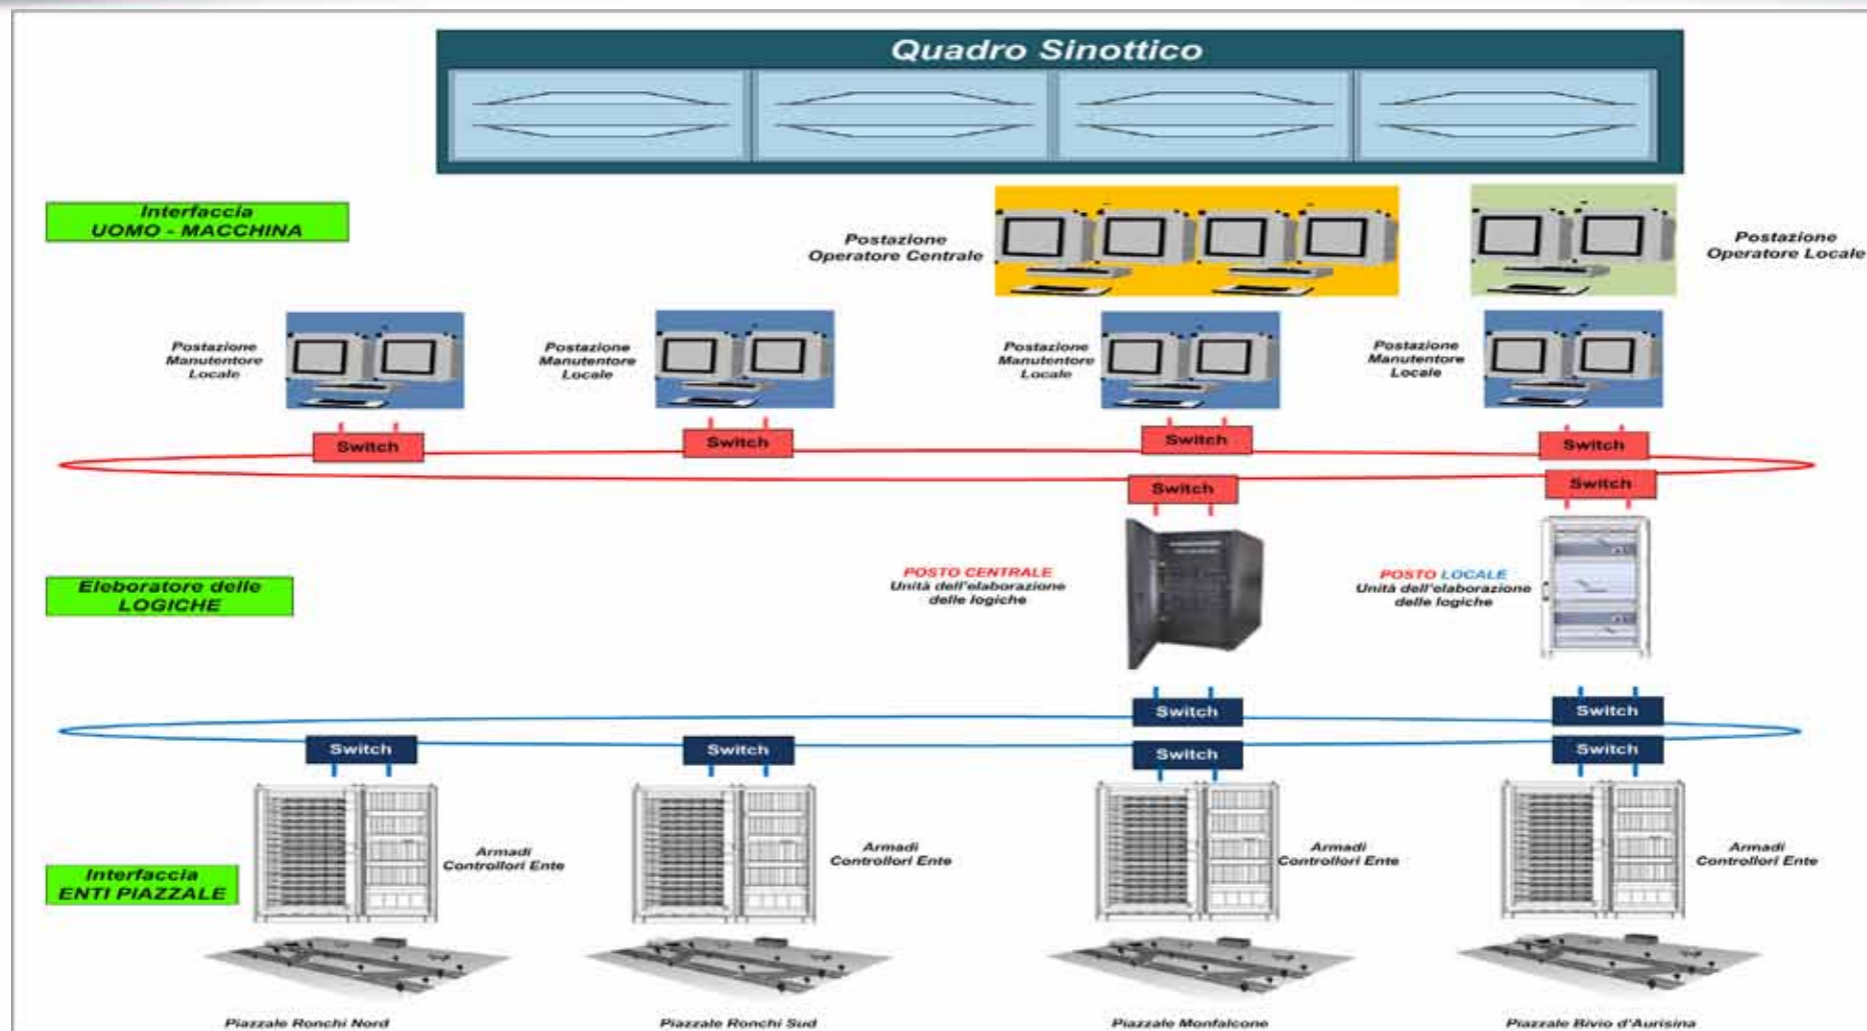 Quadro Sinottico
Interfaccia
UOMO - MACCHINA
Postazione
Operatore Centrale
Postazione
Operatore Locale
Postazione
Manutentore
Locale
Postazione
Manutentore
Locale
Postazione
Manutentore
Locale
Postazione
Manutentore
Locale
Switch
Switch
Switch
Switch
Switch
Switch
Eleboratore delle
LOGICHE
POSTO CENTRALE
Unità dell'elaborazione
delle logiche
POSTO LOCALE
Unità dell'elaborazione
delle logiche
Switch
Switch
Switch
Switch
Switch
Switch
Interfaccia
ENTI PIAZZALE
Armadi
Controllori Ente
Armadi
Controllori Ente
Armadi
Controllori Ente
Armadi
Controllori Ente
Piazzale Ronchi Nord
Piazzale Ronchi Sud
Piazzale Monfalcone
Piazzale Bivio d'Aurisina